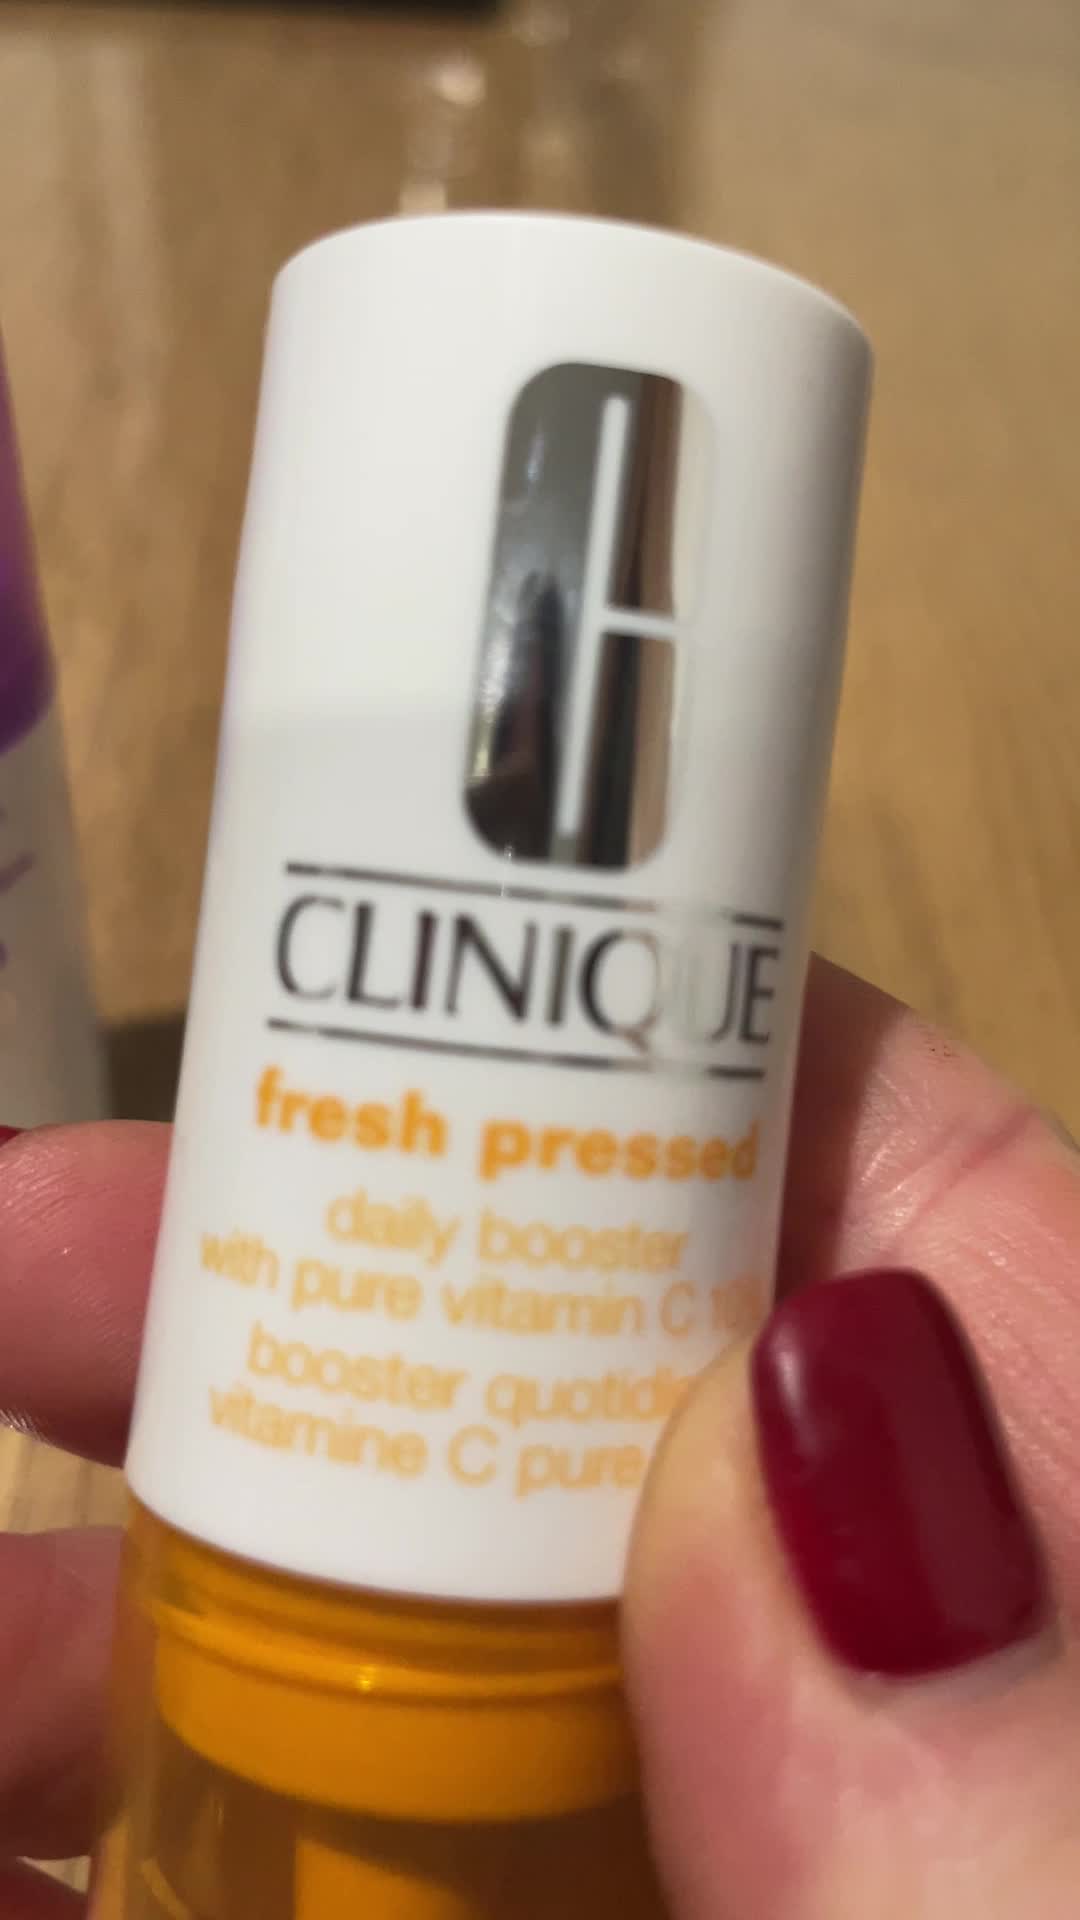 CLINIQUE
fresh pressed
daily booster
with pure vitamin C
booster
vitamine C pure